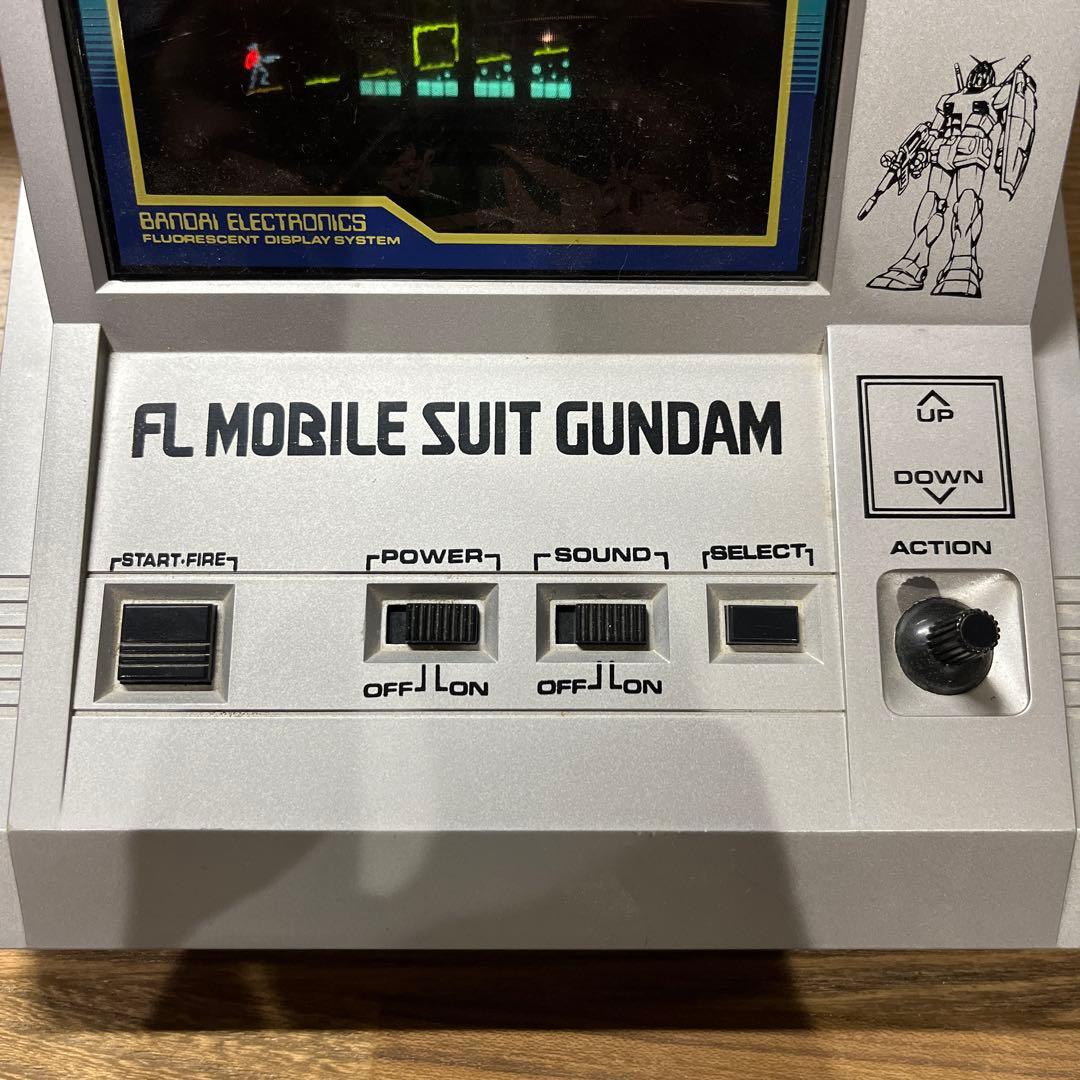 BANDAI ELECTRONICS
FLUORESCENT DISPLAY SYSTEM
FL MOBILE SUIT GUNDAM
UP
DOWN
ACTION
START·FIRE
POWER
SOUND
SELECT
OFF ON
OFF ON